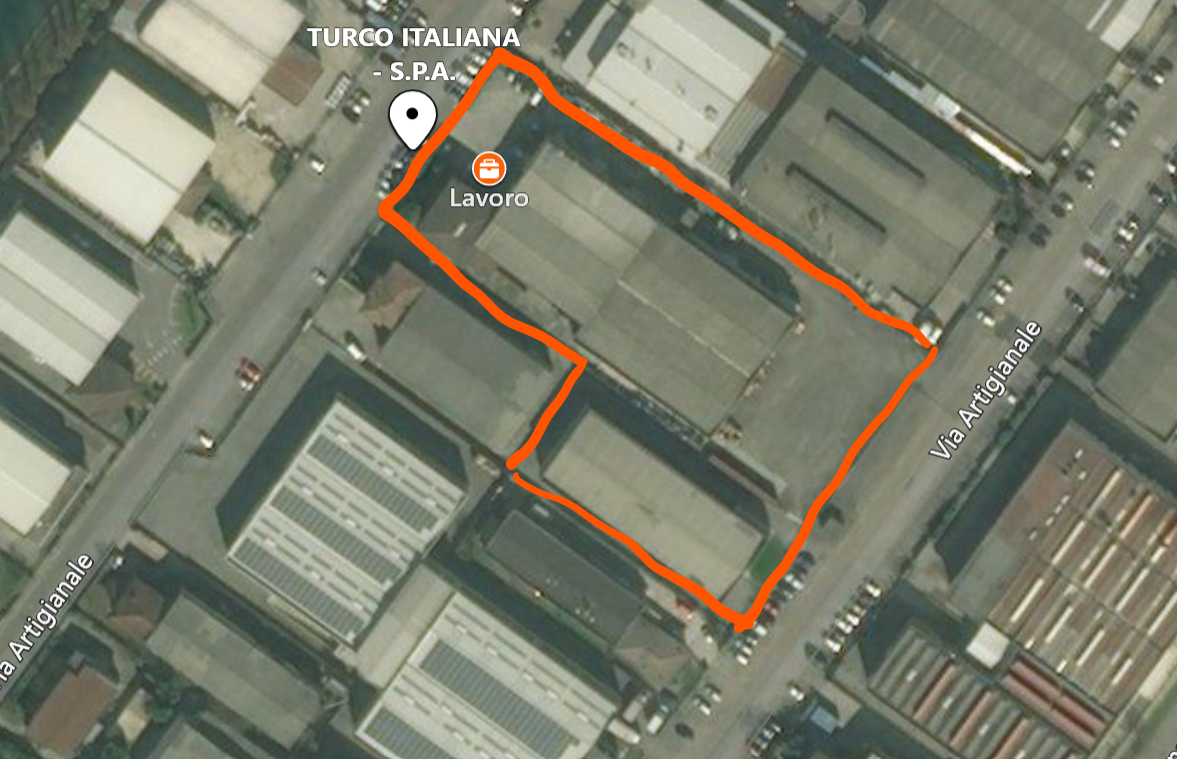 TURCO ITALIANA
- S.P.A.
Lavoro
Via Artigianale
Via Artigianale